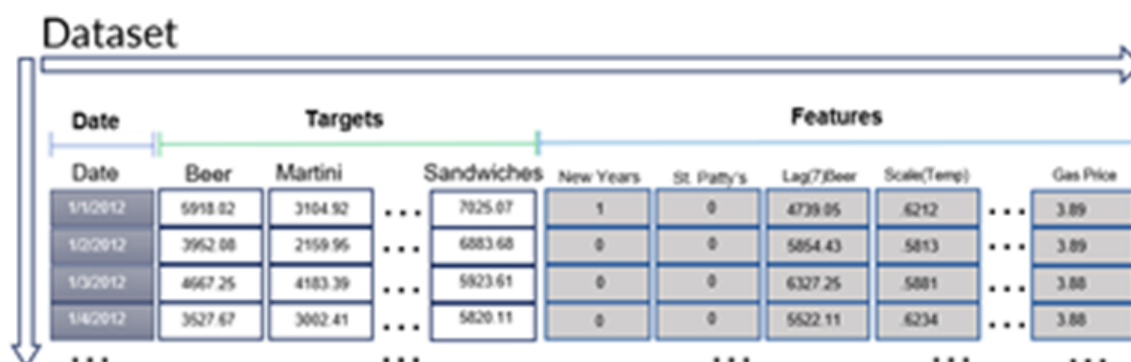 Dataset
Date Targets Features
Date Beer Martini Sandwiches New Years St. Patty's Lag(7)Beer Scale(Temp) Gas Price
1/1/2012 5918.02 3104.92 ... 7025.07 1 0 4739.05 .6212 ... 3.89
1/2/2012 3952.08 2159.95 ... 6883.68 0 0 5854.43 .5813 ... 3.89
1/3/2012 4667.25 4183.39 ... 5923.61 0 0 6327.25 .5881 ... 3.88
1/4/2012 3527.67 3002.41 ... 5820.11 0 0 5522.11 .6234 ... 3.88
... ... ... ... ...